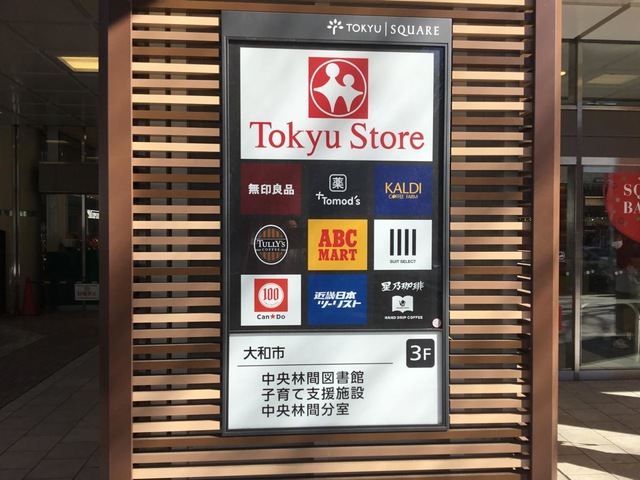 TOKYU | SQUARE
Tokyu Store
無印良品
薬
+Tomod's
KALDI
COFFEE FARM
TULLY'S
COFFEE
ABC
MART
SUIT SELECT
100
Can★Do
近畿日本
ツーリスト
星乃珈琲
HAND DRIP COFFEE
大和市
3F
中央林間図書館
子育て支援施設
中央林間分室